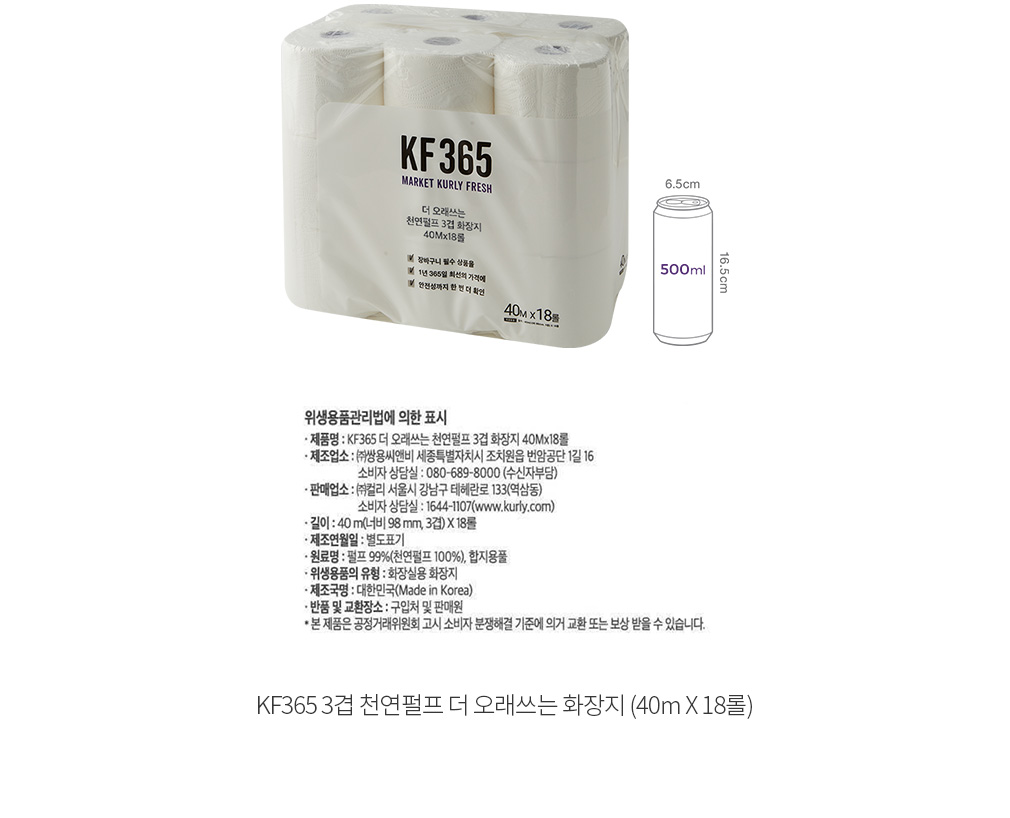 KF365
MARKET KURLY FRESH
더 오래쓰는
천연펄프 3겹 화장지
40Mx18롤
장바구니 필수 상품을
1년 365일 최선의 가격에
안전성까지 한 번 더 확인
40M X 18롤
6.5cm
500ml
16.5cm
위생용품관리법에 의한 표시
· 제품명 : KF365 더 오래쓰는 천연펄프 3겹 화장지 40Mx18롤
· 제조업소 : ㈜쌍용씨앤비 세종특별자치시 조치원읍 번암공단 1길 16
소비자 상담실 : 080-689-8000 (수신자부담)
· 판매업소 : ㈜컬리 서울시 강남구 테헤란로 133(역삼동)
소비자 상담실 : 1644-1107(www.kurly.com)
· 길이 : 40 m(너비 98 mm, 3겹) X 18롤
· 제조연월일 : 별도표기
· 원료명 : 펄프 99%(천연펄프 100%), 합지용풀
· 위생용품의 유형 : 화장실용 화장지
· 제조국명 : 대한민국(Made in Korea)
· 반품 및 교환장소 : 구입처 및 판매원
* 본 제품은 공정거래위원회 고시 소비자 분쟁해결 기준에 의거 교환 또는 보상 받을 수 있습니다.
KF365 3겹 천연펄프 더 오래쓰는 화장지 (40m X 18롤)